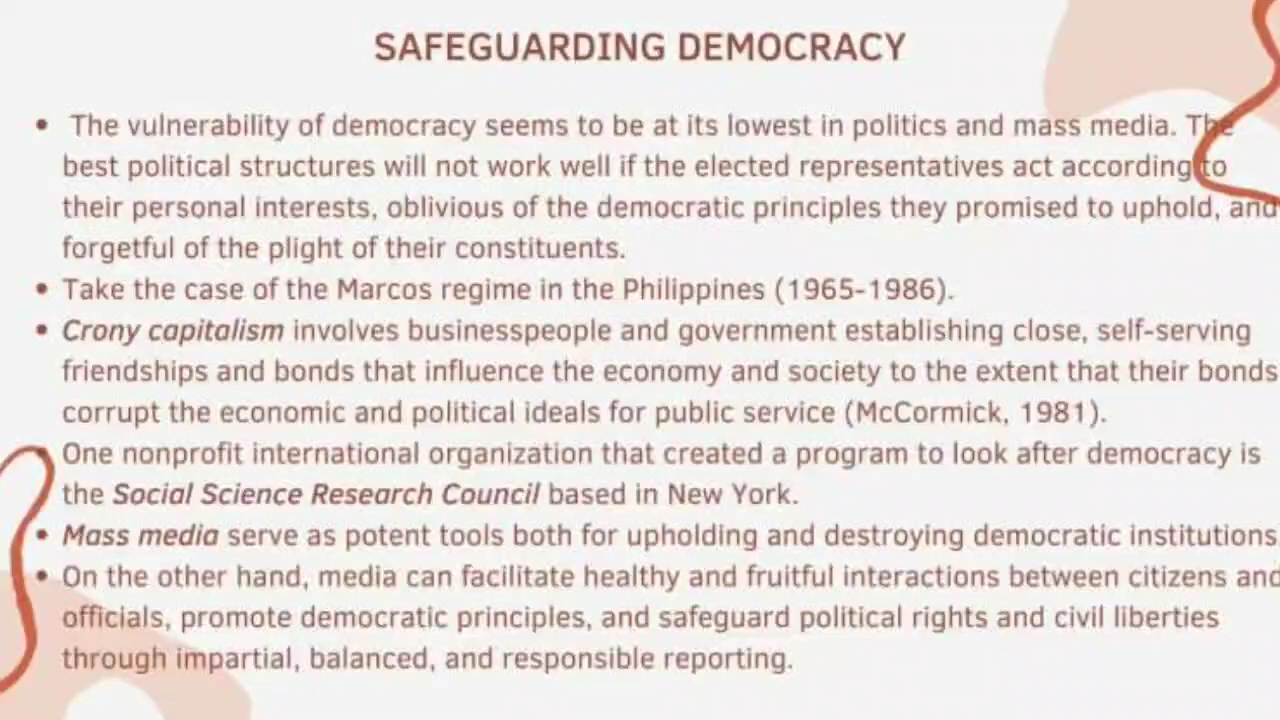 SAFEGUARDING DEMOCRACY
• The vulnerability of democracy seems to be at its lowest in politics and mass media. The
best political structures will not work well if the elected representatives act according to
their personal interests, oblivious of the democratic principles they promised to uphold, and
forgetful of the plight of their constituents.
• Take the case of the Marcos regime in the Philippines (1965-1986).
• Crony capitalism involves businesspeople and government establishing close, self-serving
friendships and bonds that influence the economy and society to the extent that their bonds
corrupt the economic and political ideals for public service (McCormick, 1981).
• One nonprofit international organization that created a program to look after democracy is
the Social Science Research Council based in New York.
• Mass media serve as potent tools both for upholding and destroying democratic institutions.
• On the other hand, media can facilitate healthy and fruitful interactions between citizens and
officials, promote democratic principles, and safeguard political rights and civil liberties
through impartial, balanced, and responsible reporting.